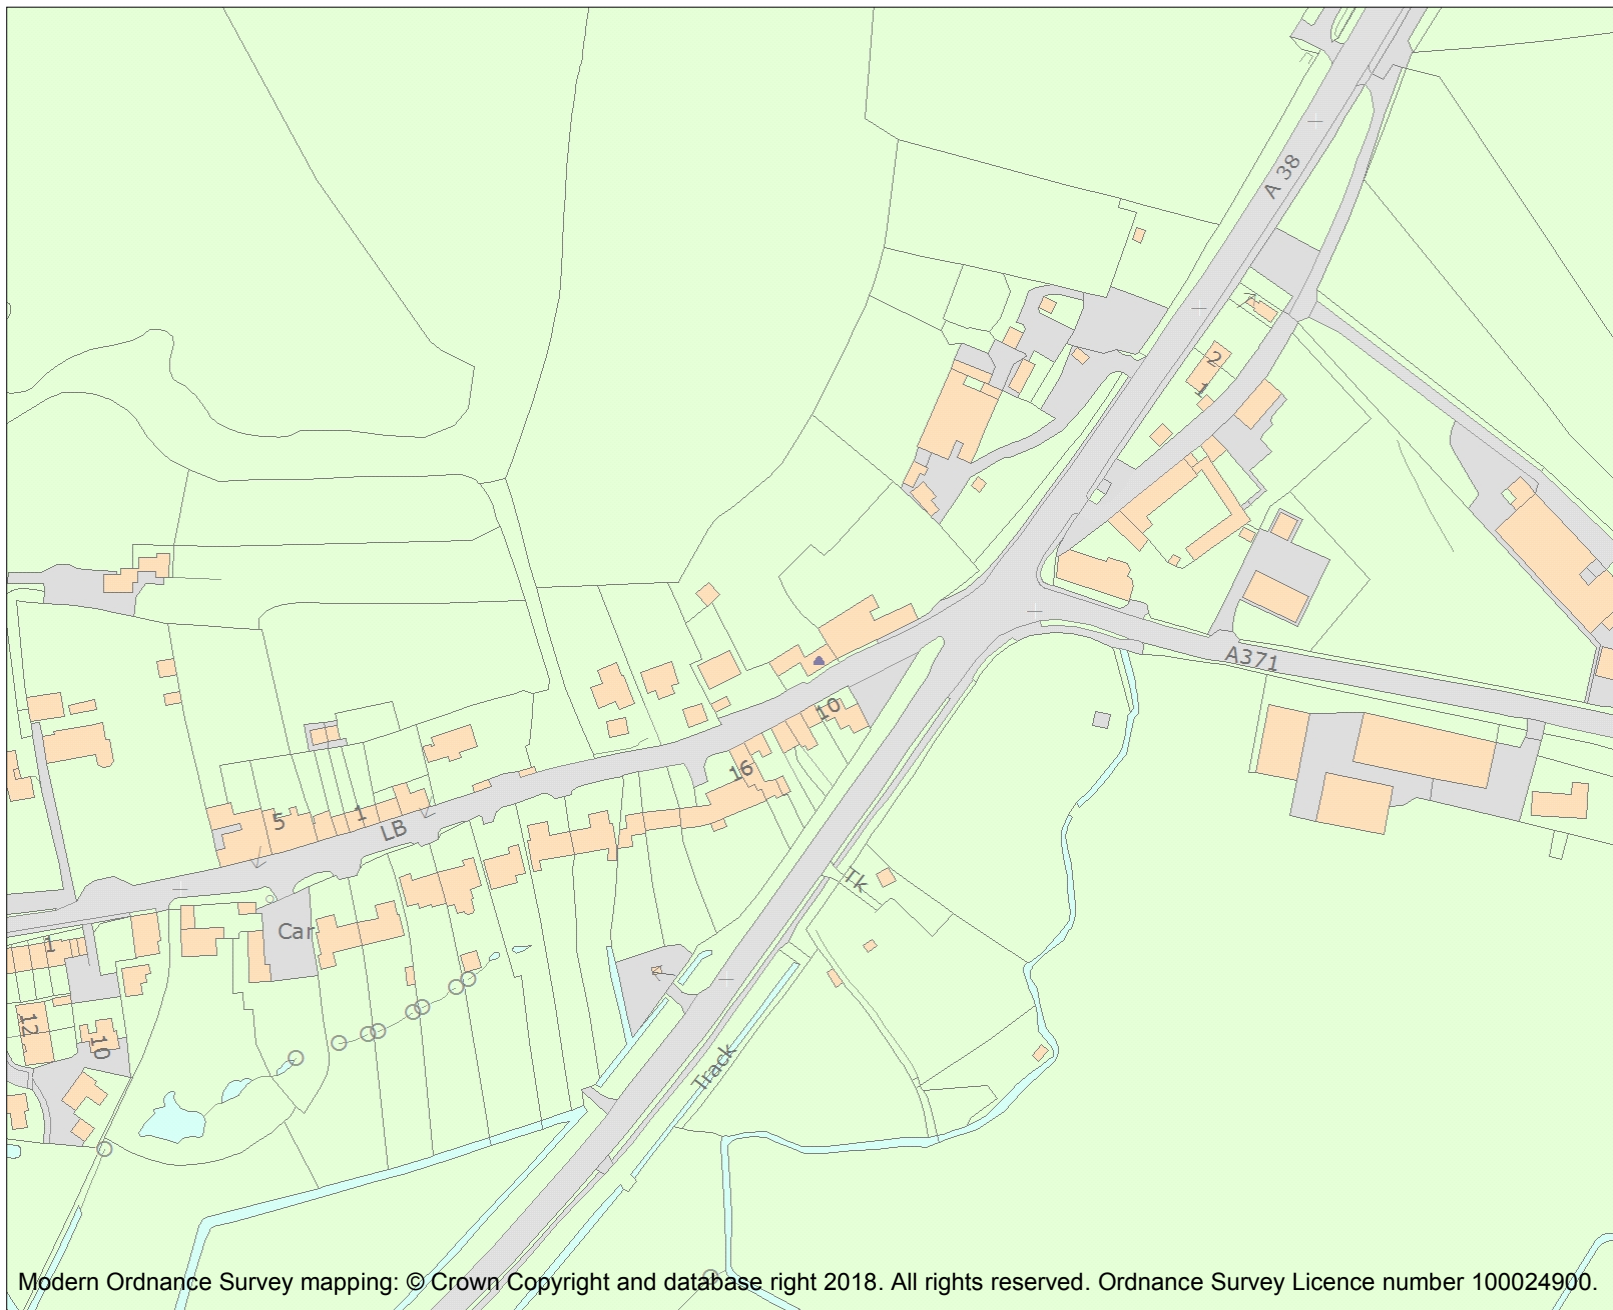 A 38
2
1
A371
10
16
5
1
LB
Tk
Car
1
12
10
Track
Modern Ordnance Survey mapping: © Crown Copyright and database right 2018. All rights reserved. Ordnance Survey Licence number 100024900.